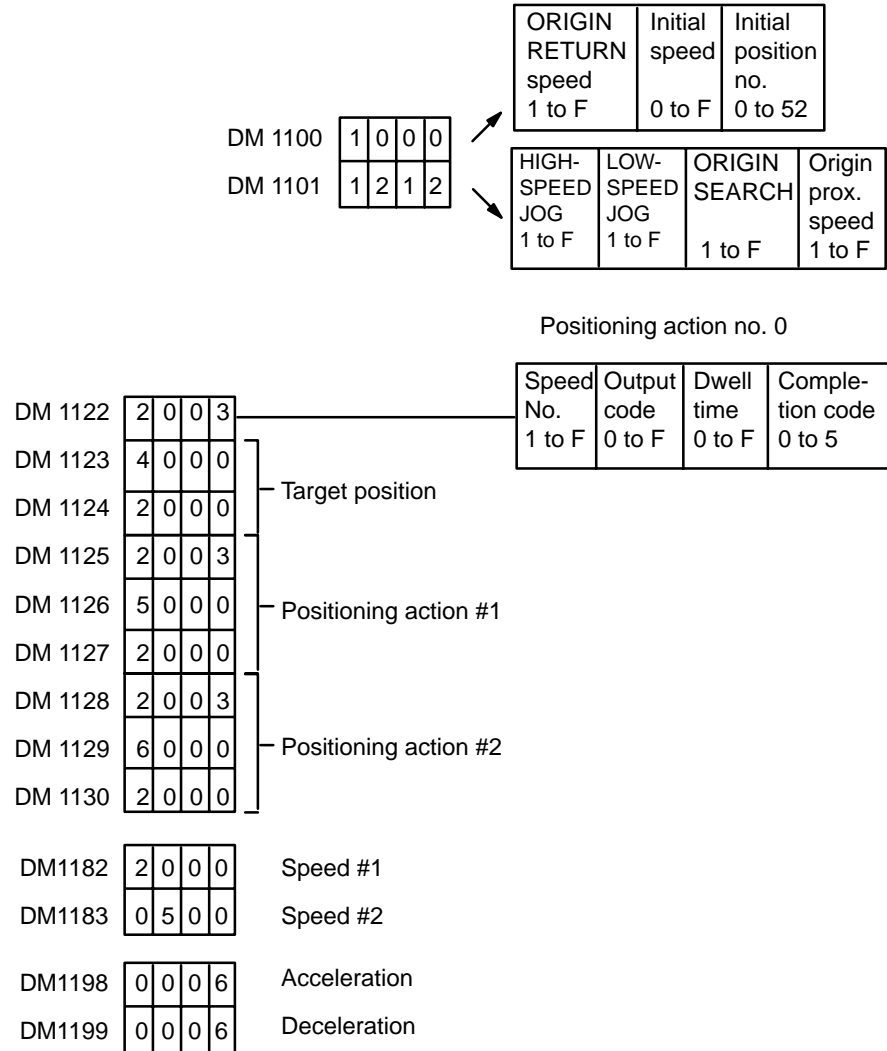 ORIGIN RETURN speed 1 to F
Initial speed 0 to F
Initial position no. 0 to 52
DM 1100 1 0 0 0
DM 1101 1 2 1 2
HIGH-SPEED JOG 1 to F
LOW-SPEED JOG 1 to F
ORIGIN SEARCH 1 to F
Origin prox. speed 1 to F
Positioning action no. 0
Speed No. 1 to F
Output code 0 to F
Dwell time 0 to F
Comple-tion code 0 to 5
DM 1122 2 0 0 3
DM 1123 4 0 0 0
Target position
DM 1124 2 0 0 0
DM 1125 2 0 0 3
DM 1126 5 0 0 0
Positioning action #1
DM 1127 2 0 0 0
DM 1128 2 0 0 3
DM 1129 6 0 0 0
Positioning action #2
DM 1130 2 0 0 0
DM1182 2 0 0 0 Speed #1
DM1183 0 5 0 0 Speed #2
DM1198 0 0 0 6 Acceleration
DM1199 0 0 0 6 Deceleration